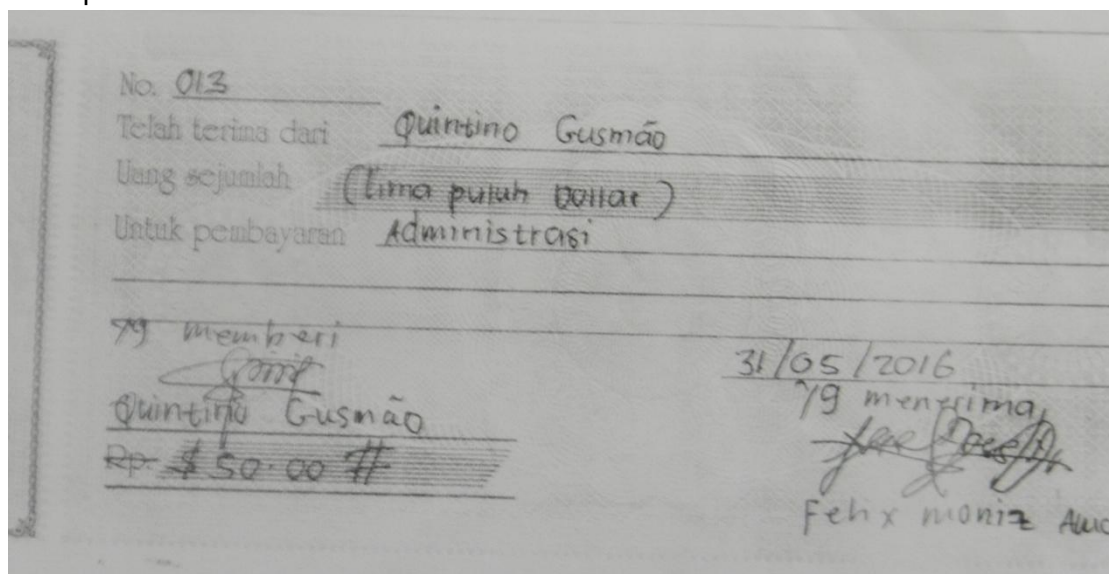 No. 013
Telah terima dari Quintino Gusmão
Uang sejumlah (Lima puluh Dollar)
Untuk pembayaran Administrasi
yg memberi
31/05/2016
yg menerima,
Quintino Gusmão
Rp. $ 50.00 #
Felix moniz